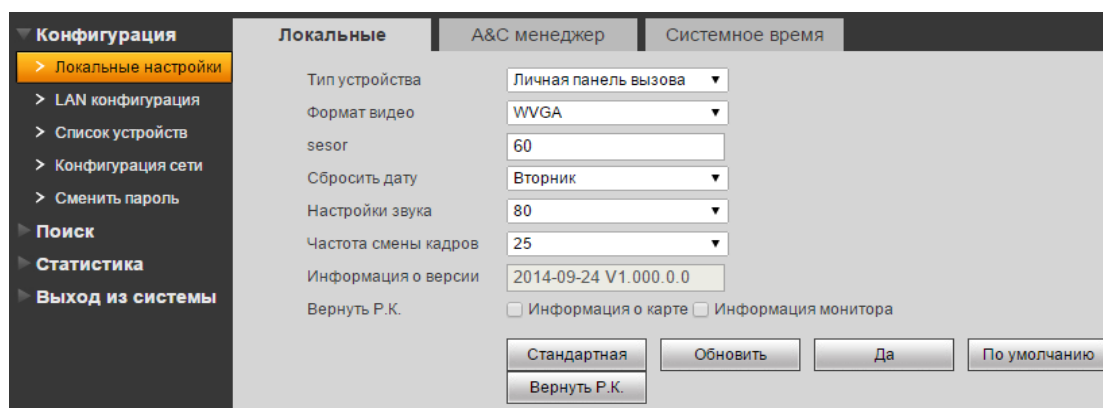 Конфигурация
> Локальные настройки
> LAN конфигурация
> Список устройств
> Конфигурация сети
> Сменить пароль
Поиск
Статистика
Выход из системы
Локальные A&C менеджер Системное время
Тип устройства Личная панель вызова
Формат видео WVGA
sesor 60
Сбросить дату Вторник
Настройки звука 80
Частота смены кадров 25
Информация о версии 2014-09-24 V1.000.0.0
Вернуть Р.К. Информация о карте Информация монитора
Стандартная Обновить Да По умолчанию
Вернуть Р.К.